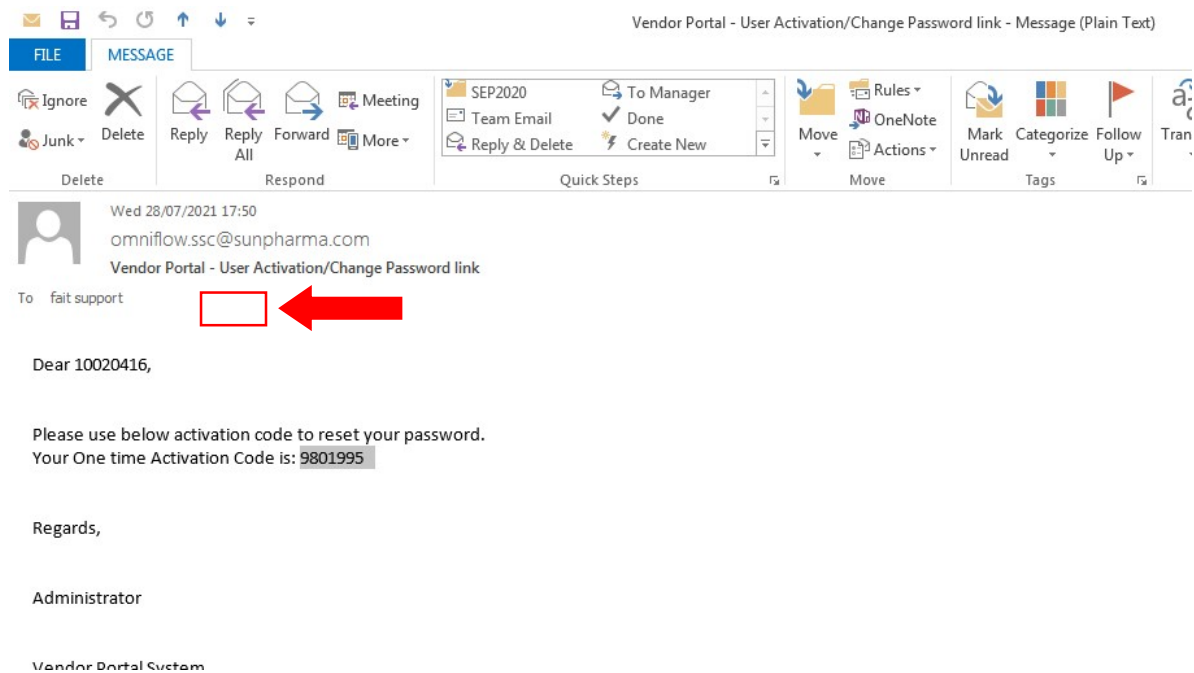 Vendor Portal - User Activation/Change Password link - Message (Plain Text)
FILE MESSAGE
Ignore
Junk
Delete
Reply
Reply All
Forward
Meeting
More
SEP2020
Team Email
Reply & Delete
To Manager
Done
Create New
Move
Rules
OneNote
Actions
Mark Unread
Categorize
Follow Up
Delete Respond Quick Steps Move Tags
Wed 28/07/2021 17:50
omniflow.ssc@sunpharma.com
Vendor Portal - User Activation/Change Password link
To fait support
Dear 10020416,
Please use below activation code to reset your password.
Your One time Activation Code is: 9801995
Regards,
Administrator
Vendor Portal System